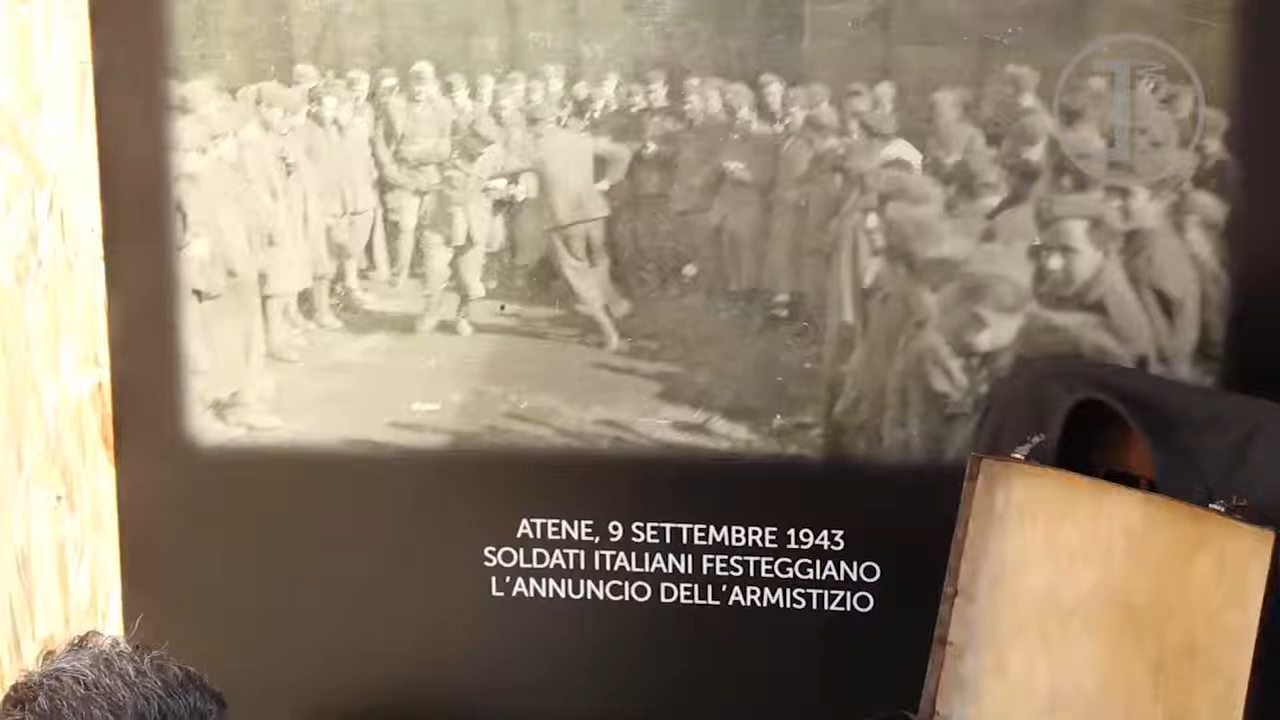 ATENE, 9 SETTEMBRE 1943
SOLDATI ITALIANI FESTEGGIANO
L'ANNUNCIO DELL'ARMISTIZIO